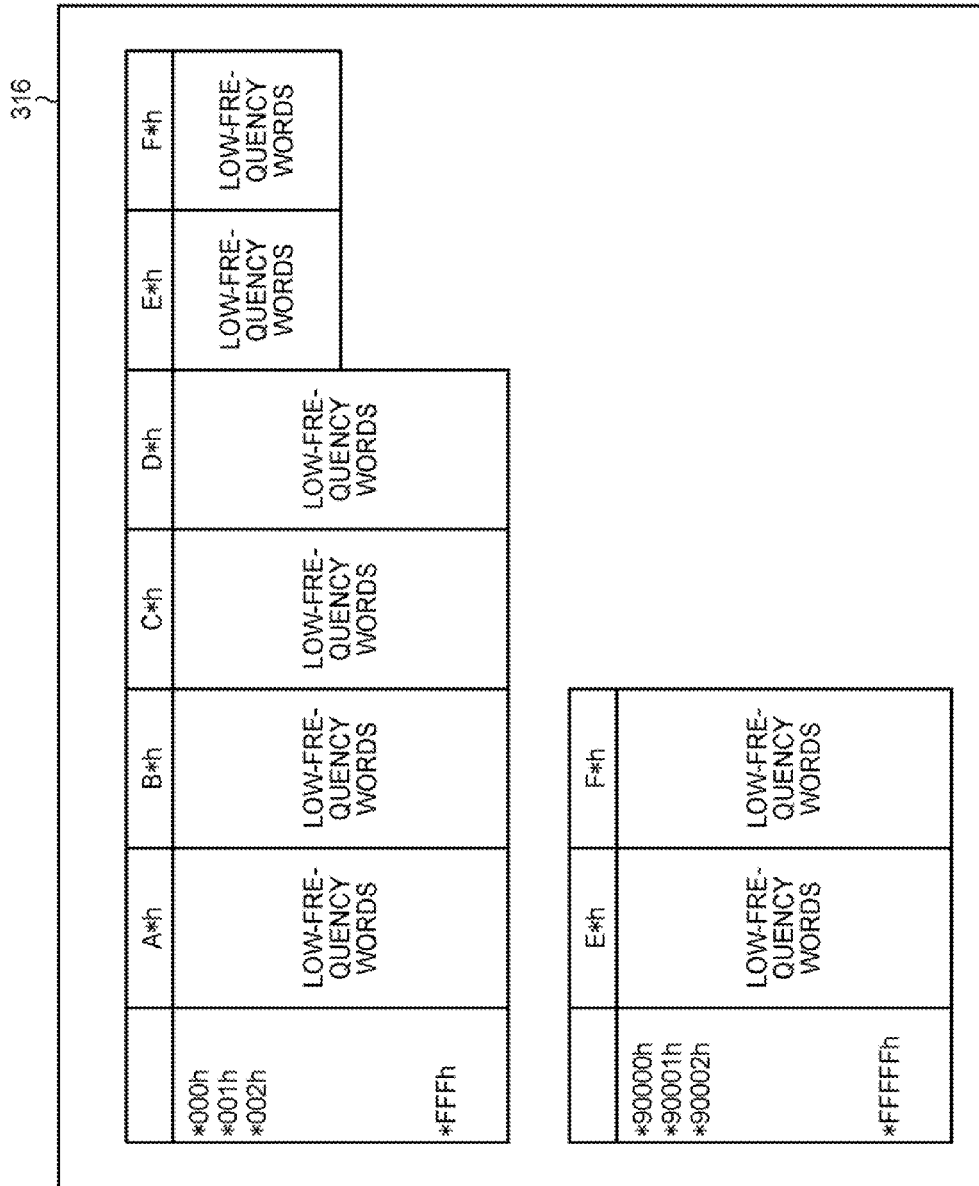 316
A*h B*h C*h D*h E*h F*h
*000h
*001h
*002h
*FFFh
LOW-FRE-
QUENCY
WORDS
LOW-FRE-
QUENCY
WORDS
LOW-FRE-
QUENCY
WORDS
LOW-FRE-
QUENCY
WORDS
LOW-FRE-
QUENCY
WORDS
LOW-FRE-
QUENCY
WORDS
E*h F*h
*90000h
*90001h
*90002h
*FFFFFh
LOW-FRE-
QUENCY
WORDS
LOW-FRE-
QUENCY
WORDS